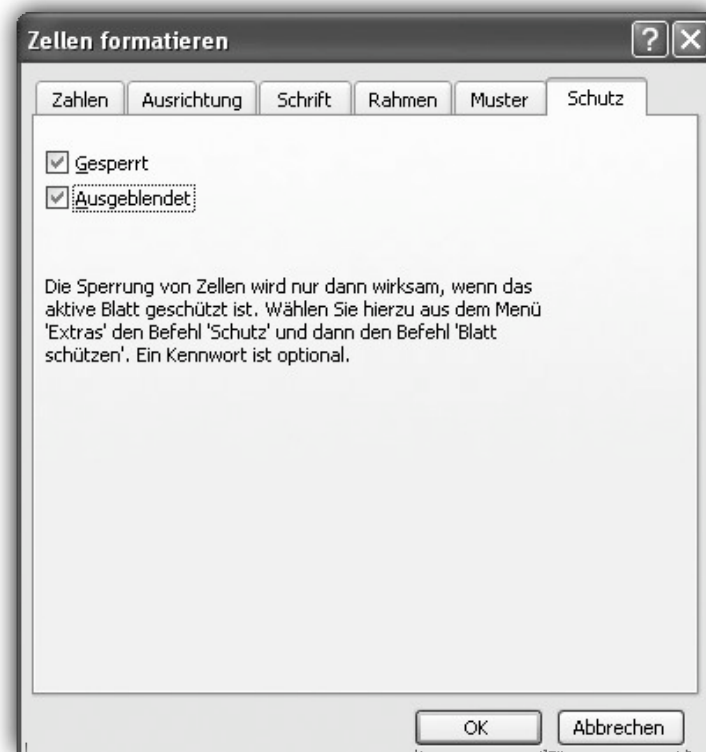 Zellen formatieren
Zahlen Ausrichtung Schrift Rahmen Muster Schutz
Gesperrt
Ausgeblendet
Die Sperrung von Zellen wird nur dann wirksam, wenn das
aktive Blatt geschützt ist. Wählen Sie hierzu aus dem Menü
'Extras' den Befehl 'Schutz' und dann den Befehl 'Blatt
schützen'. Ein Kennwort ist optional.
OK Abbrechen